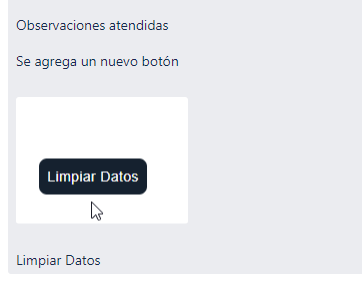 Observaciones atendidas
Se agrega un nuevo botón
Limpiar Datos
Limpiar Datos